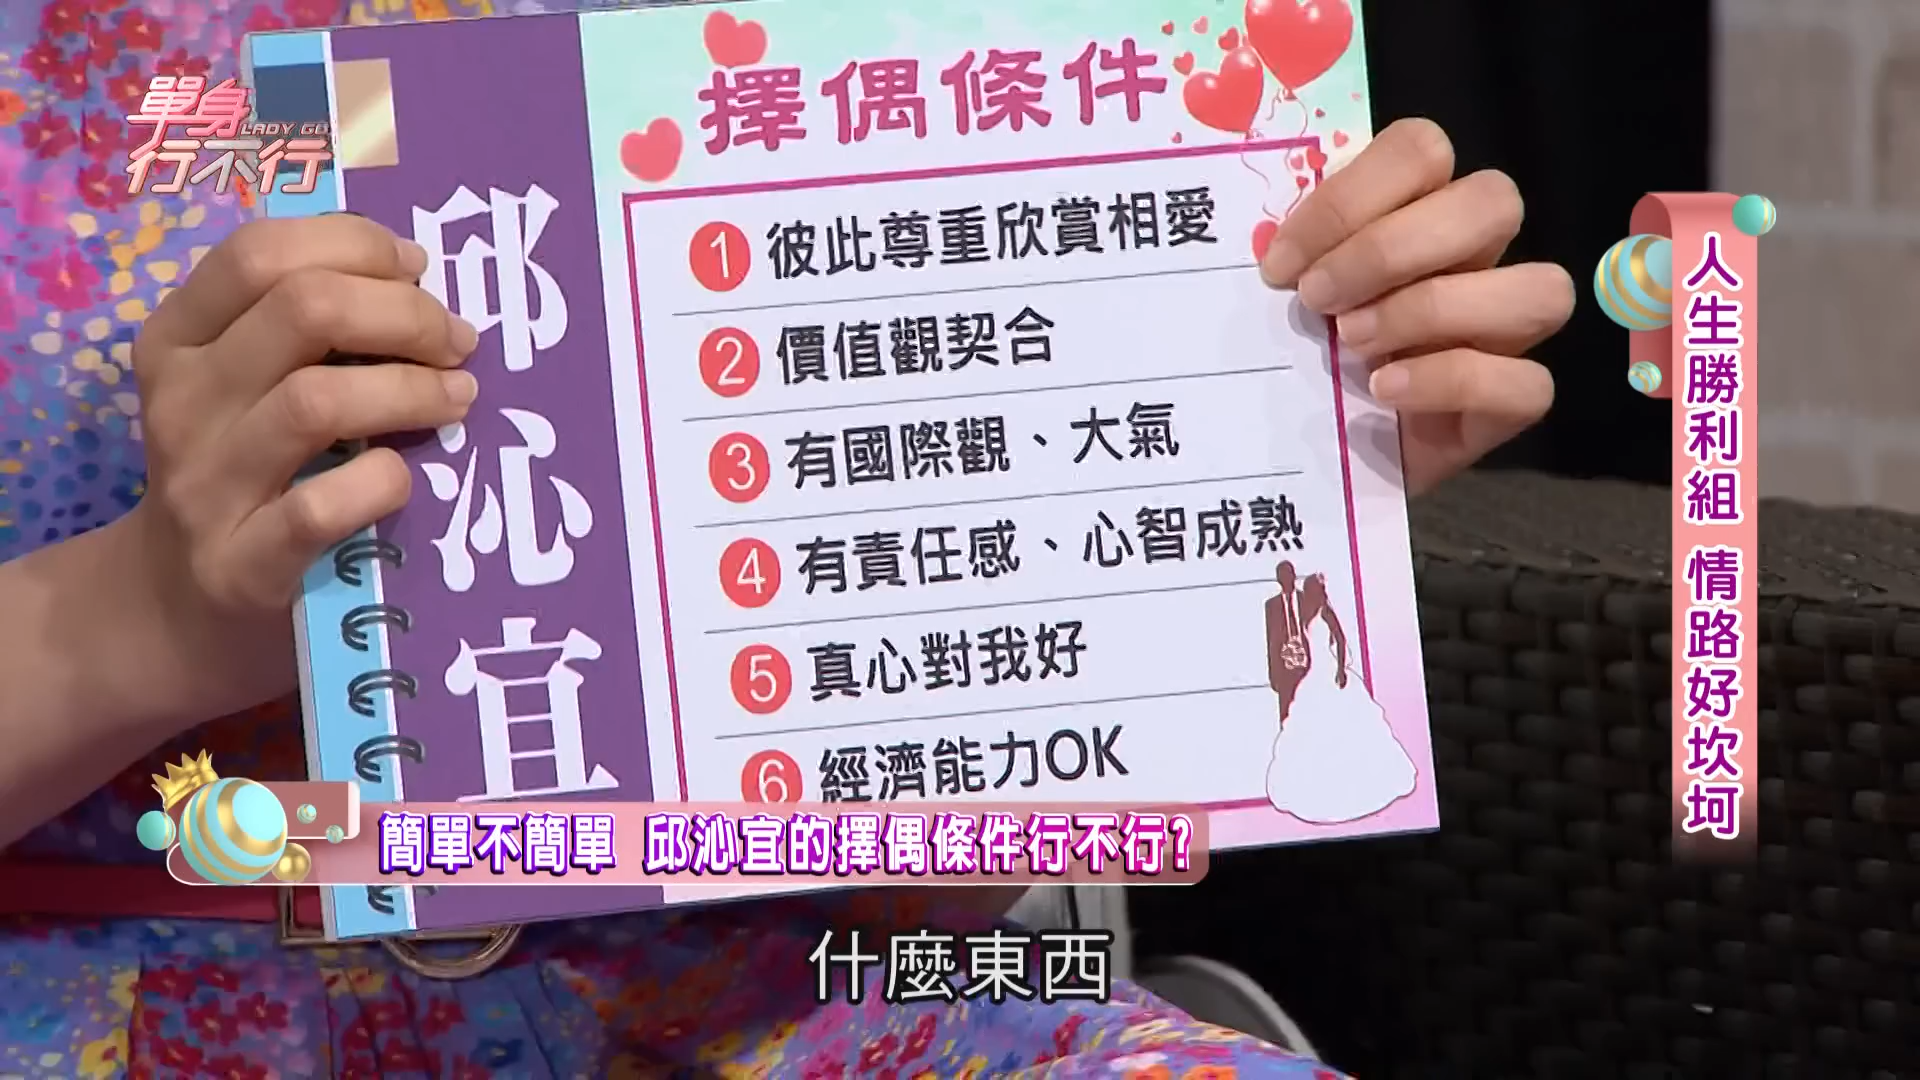 單身
LADY GO
行不行
擇偶條件
邱沁宜
1 彼此尊重欣賞相愛
2 價值觀契合
3 有國際觀、大氣
4 有責任感、心智成熟
5 真心對我好
6 經濟能力OK
人生勝利組 情路好坎坷
簡單不簡單 邱沁宜的擇偶條件行不行?
什麼東西